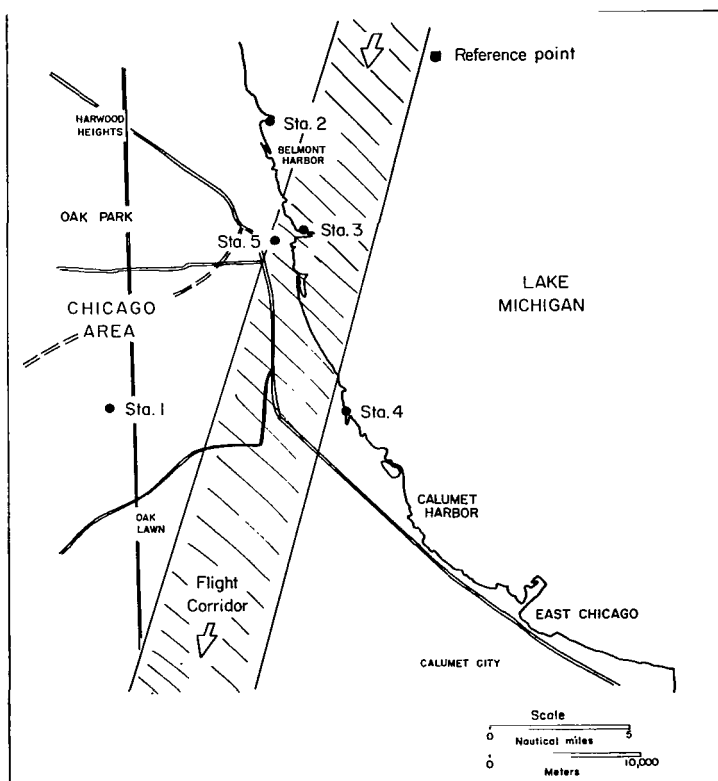 Reference point
HARWOOD
HEIGHTS
Sta. 2
BELMONT
HARBOR
OAK PARK
Sta. 5
Sta. 3
LAKE
MICHIGAN
CHICAGO
AREA
Sta. 1
Sta. 4
CALUMET
HARBOR
OAK
LAWN
Flight
Corridor
EAST CHICAGO
CALUMET CITY
Scale
0 5
Nautical miles
0 10,000
Meters